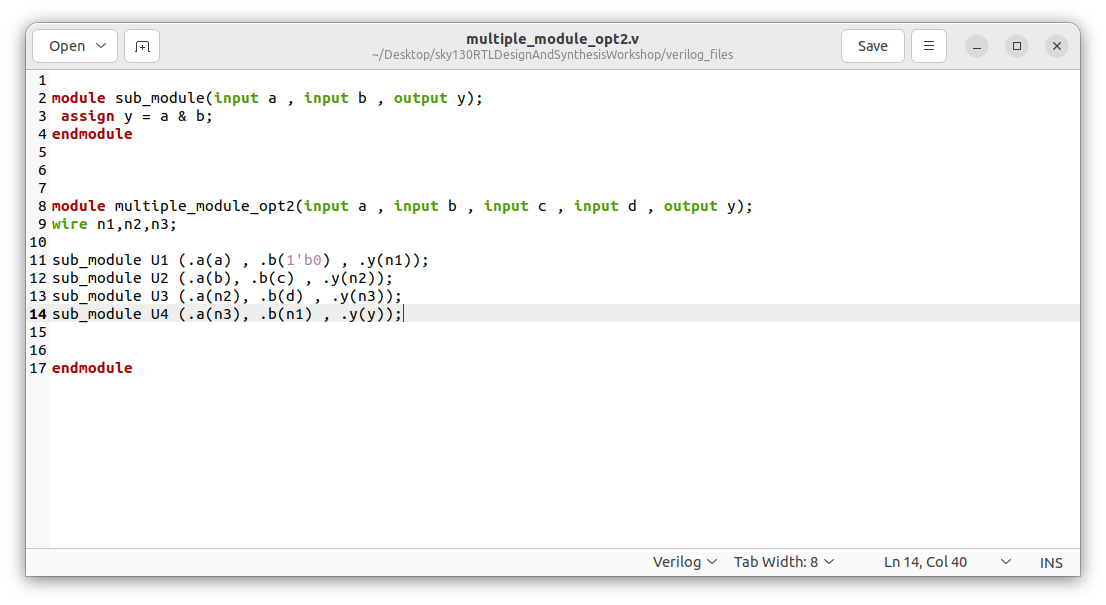 Open
multiple_module_opt2.v
~/Desktop/sky130RTLDesignAndSynthesisWorkshop/verilog_files
Save
1
2 module sub_module(input a , input b , output y);
3  assign y = a & b;
4 endmodule
5
6
7
8 module multiple_module_opt2(input a , input b , input c , input d , output y);
9 wire n1,n2,n3;
10
11 sub_module U1 (.a(a) , .b(1'b0) , .y(n1));
12 sub_module U2 (.a(b), .b(c) , .y(n2));
13 sub_module U3 (.a(n2), .b(d) , .y(n3));
14 sub_module U4 (.a(n3), .b(n1) , .y(y));
15
16
17 endmodule
Verilog Tab Width: 8 Ln 14, Col 40 INS